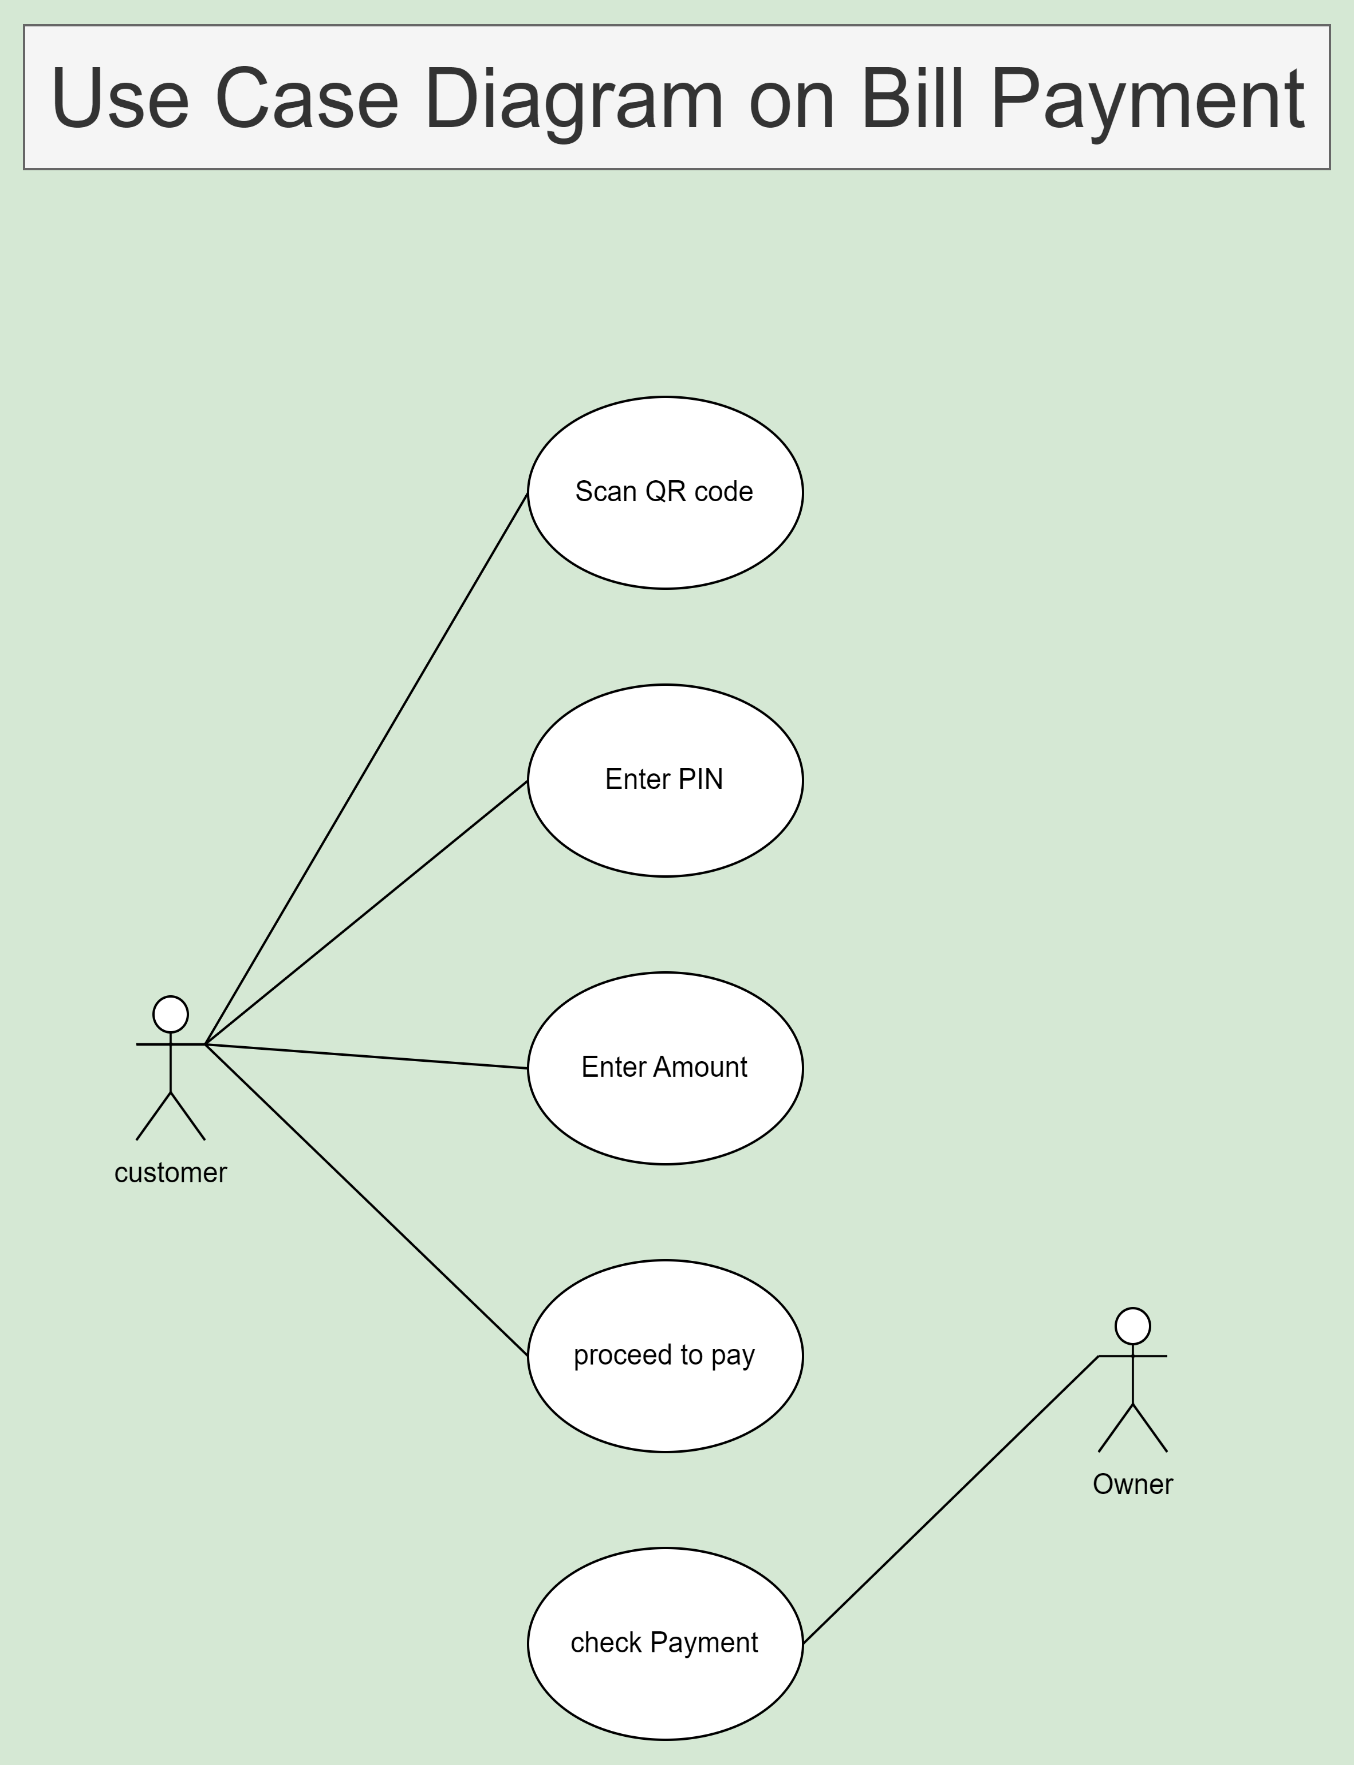 Use Case Diagram on Bill Payment
Scan QR code
Enter PIN
Enter Amount
customer
proceed to pay
Owner
check Payment